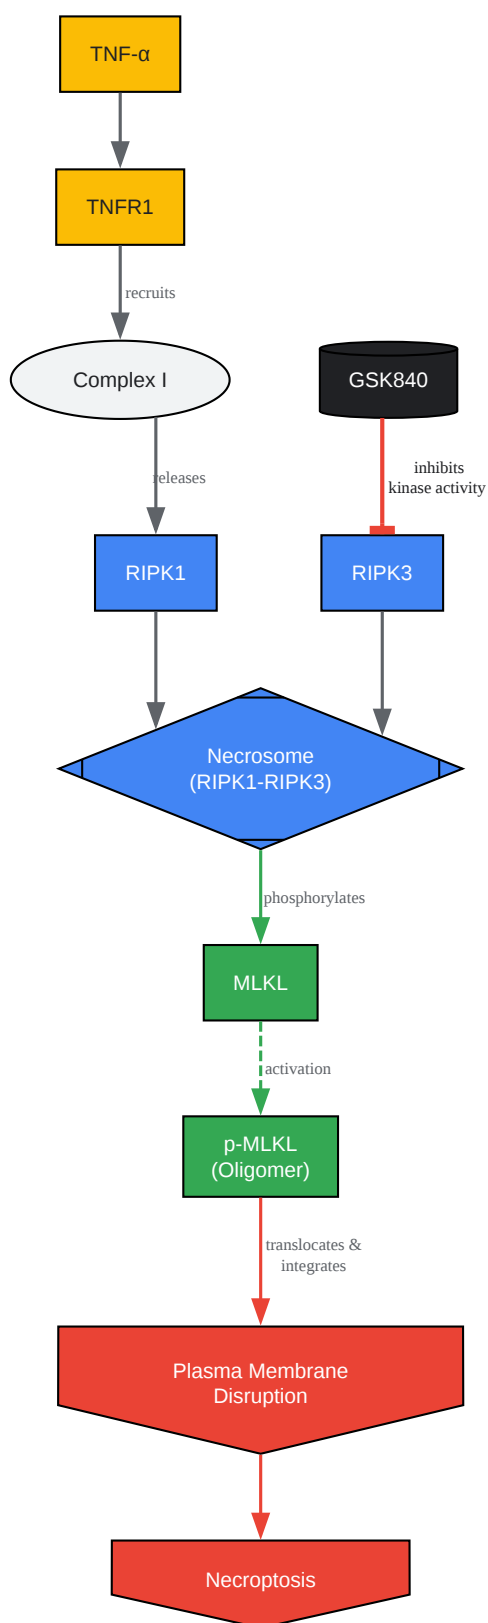 TNF-α
TNFR1
recruits
Complex I
GSK840
releases
inhibits
kinase activity
RIPK1
RIPK3
Necrosome
(RIPK1-RIPK3)
phosphorylates
MLKL
activation
p-MLKL
(Oligomer)
translocates &
integrates
Plasma Membrane
Disruption
Necroptosis